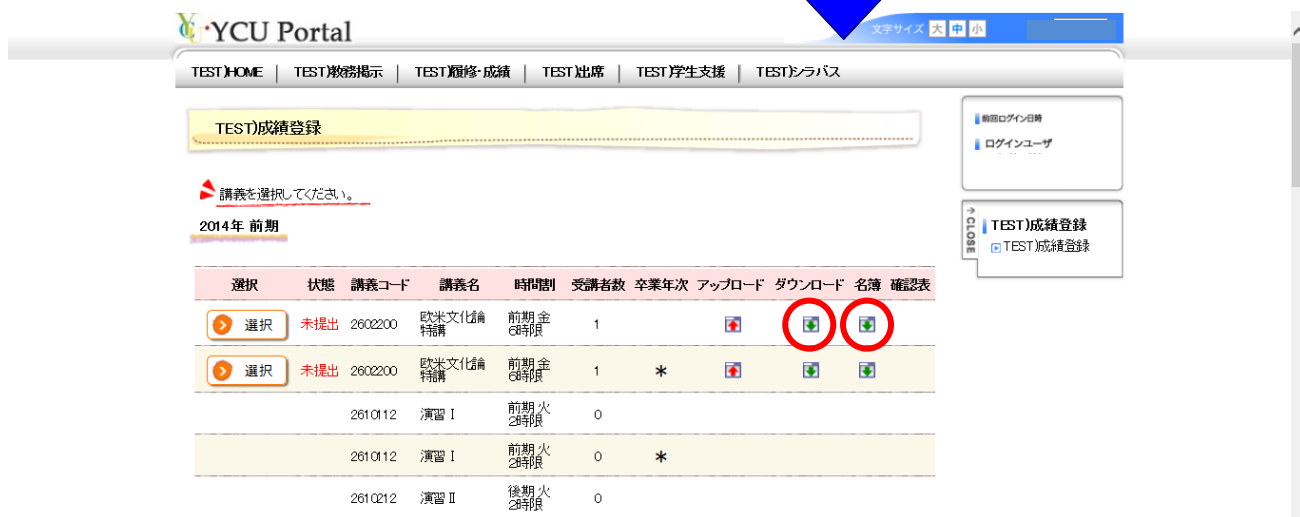 YCU Portal
文字サイズ 大 中 小
TEST)HOME | TEST)教務掲示 | TEST)履修・成績 | TEST)出席 | TEST)学生支援 | TEST)シラバス
TEST)成績登録
前回ログイン日時
ログインユーザ
講義を選択してください。
2014年 前期
CLOSE
TEST)成績登録
TEST)成績登録
選択 状態 講義コード 講義名 時間割 受講者数 卒業年次 アップロード ダウンロード 名簿 確認表
選択 未提出 2602200 欧米文化論特講 前期 金 6時限 1
選択 未提出 2602200 欧米文化論特講 前期 金 6時限 1 *
2610112 演習 I 前期 火 2時限 0
2610112 演習 I 前期 火 2時限 0 *
2610212 演習 II 後期 火 2時限 0